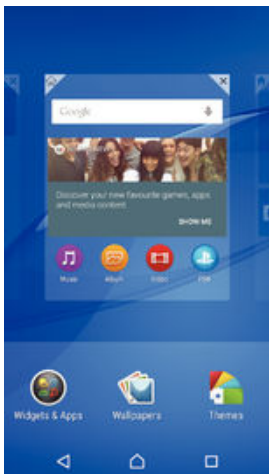 Google
Discover your new favourite games, apps
and media content
SHOW ME
Music Album Video
Widgets & Apps Wallpapers Themes